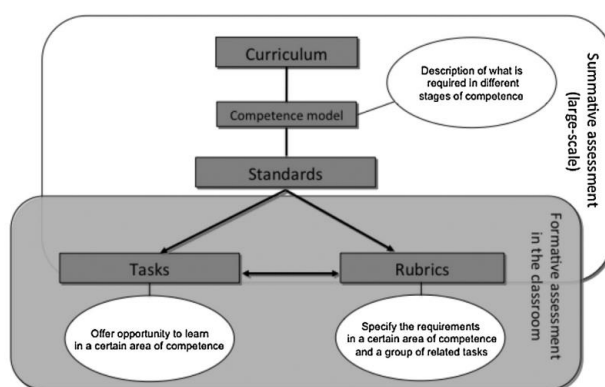 Curriculum
Description of what is
required in different
stages of competence
Competence model
Standards
Summative assessment
(large-scale)
Formative assessment
in the classroom
Tasks
Rubrics
Offer opportunity to learn
in a certain area of competence
Specify the requirements
in a certain area of competence
and a group of related tasks